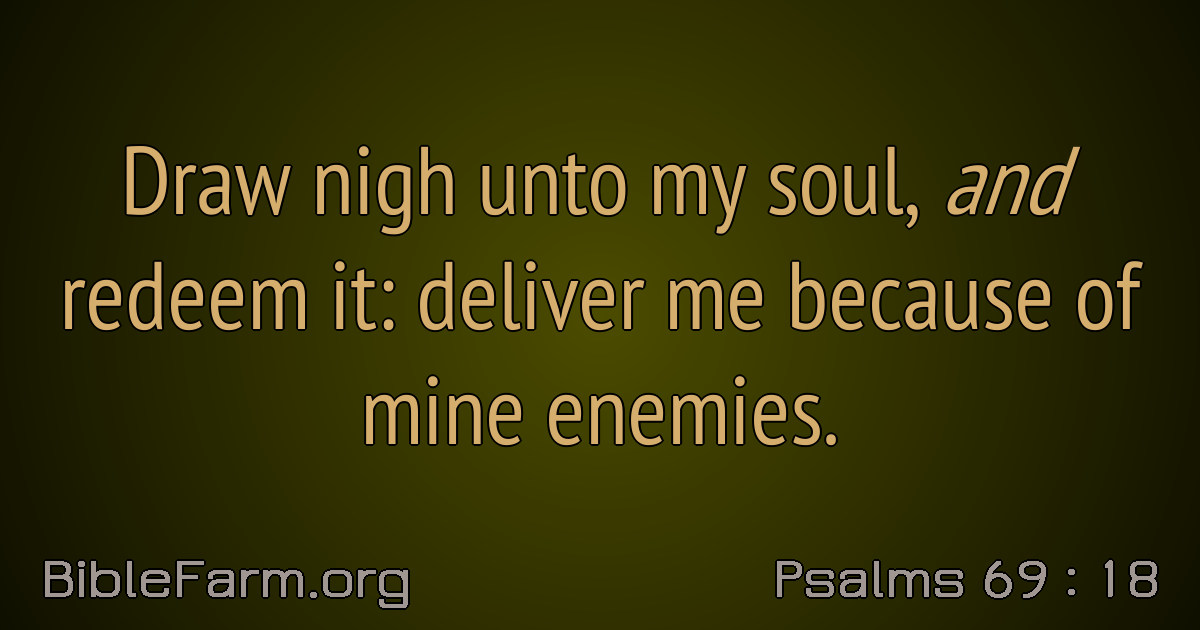 Draw nigh unto my soul, and
redeem it: deliver me because of
mine enemies.
BibleFarm.org
Psalms 69 : 18